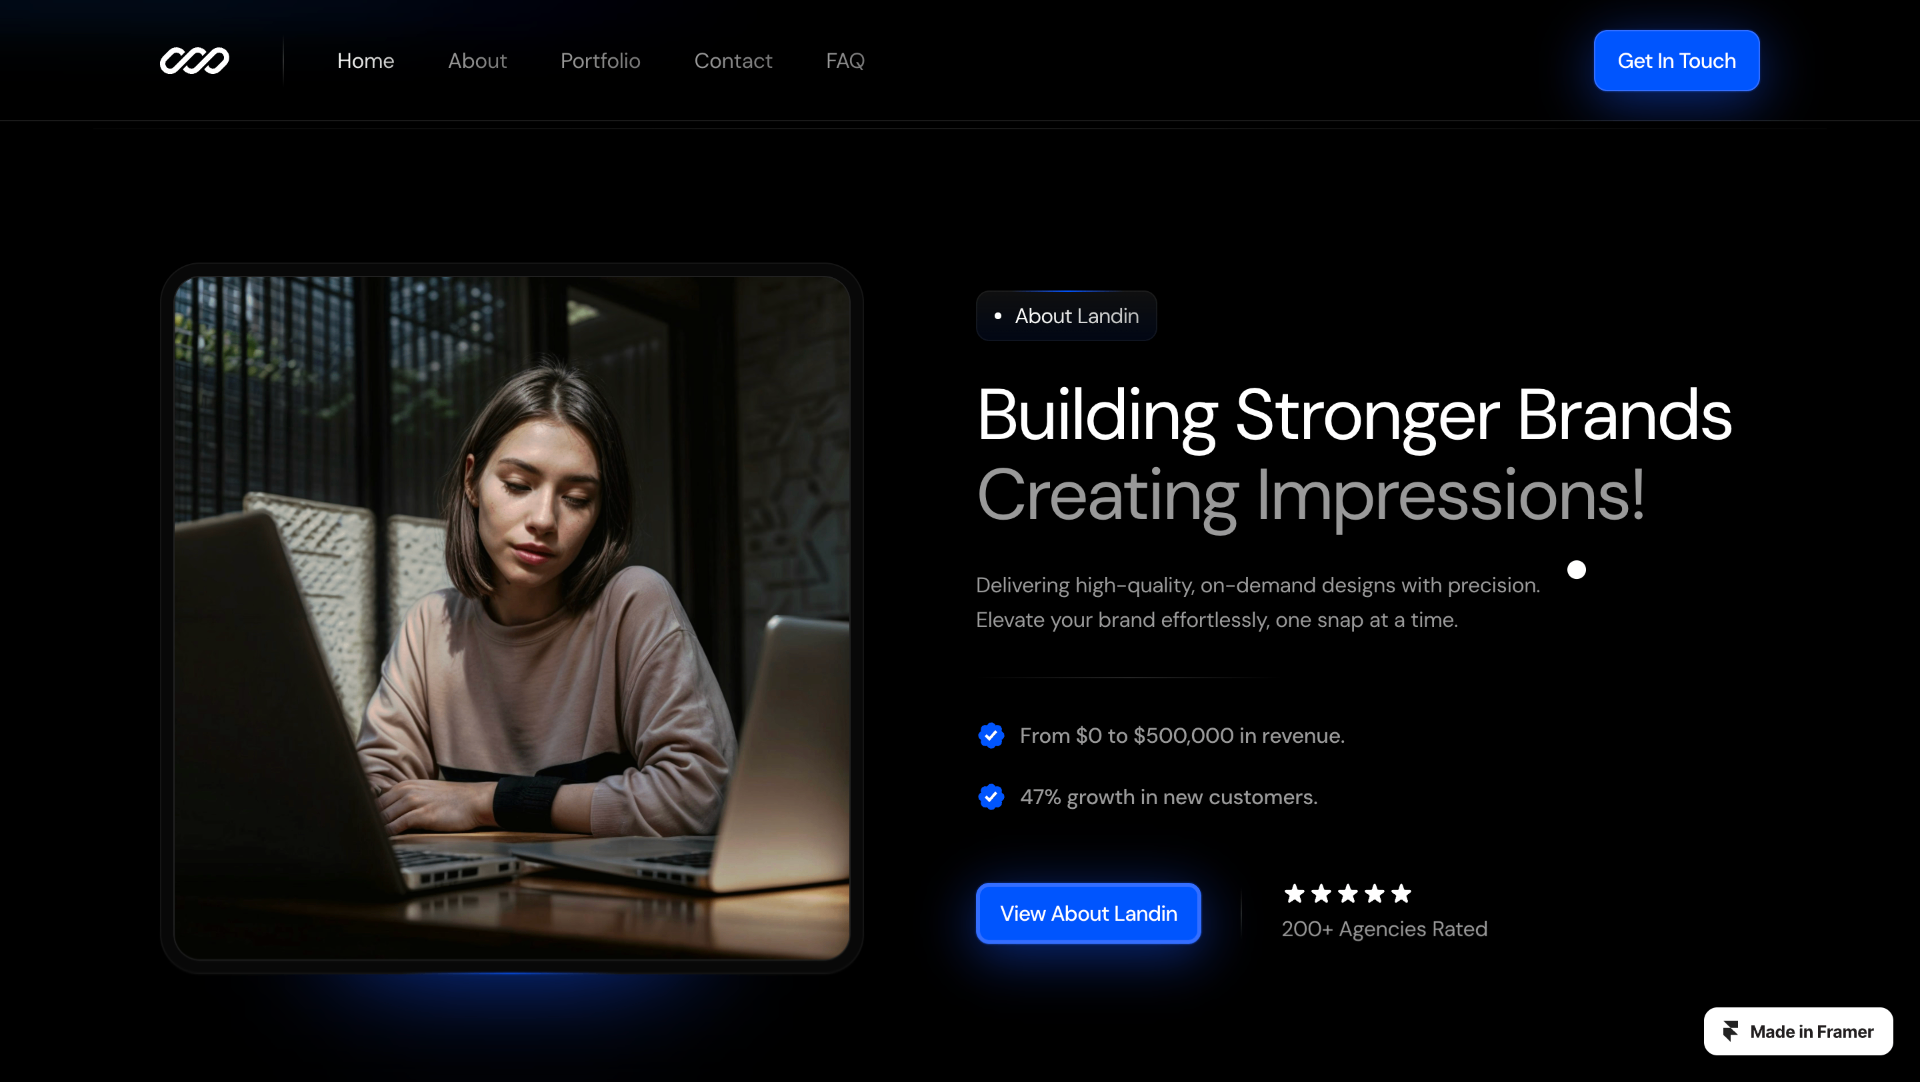 Home
About
Portfolio
Contact
FAQ
Get In Touch
About Landin
Building Stronger Brands
Creating Impressions!
Delivering high-quality, on-demand designs with precision.
Elevate your brand effortlessly, one snap at a time.
From $0 to $500,000 in revenue.
47% growth in new customers.
View About Landin
200+ Agencies Rated
Made in Framer